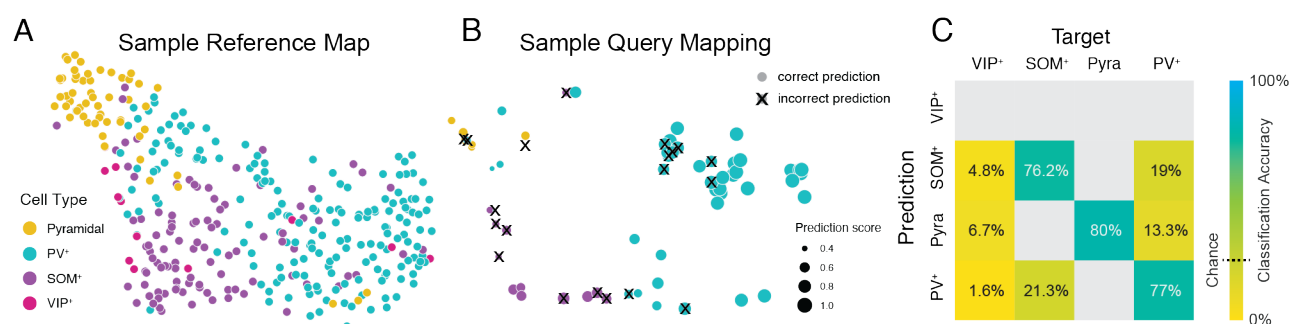 A
Sample Reference Map
Cell Type
Pyramidal
PV⁺
SOM⁺
VIP⁺
B
Sample Query Mapping
correct prediction
X incorrect prediction
Prediction score
0.4
0.6
0.8
1.0
C
Target
VIP⁺ SOM⁺ Pyra PV⁺
Prediction
VIP⁺
SOM⁺ 4.8% 76.2% 19%
Pyra 6.7% 80% 13.3%
PV⁺ 1.6% 21.3% 77%
100%
Chance
Classification Accuracy
0%